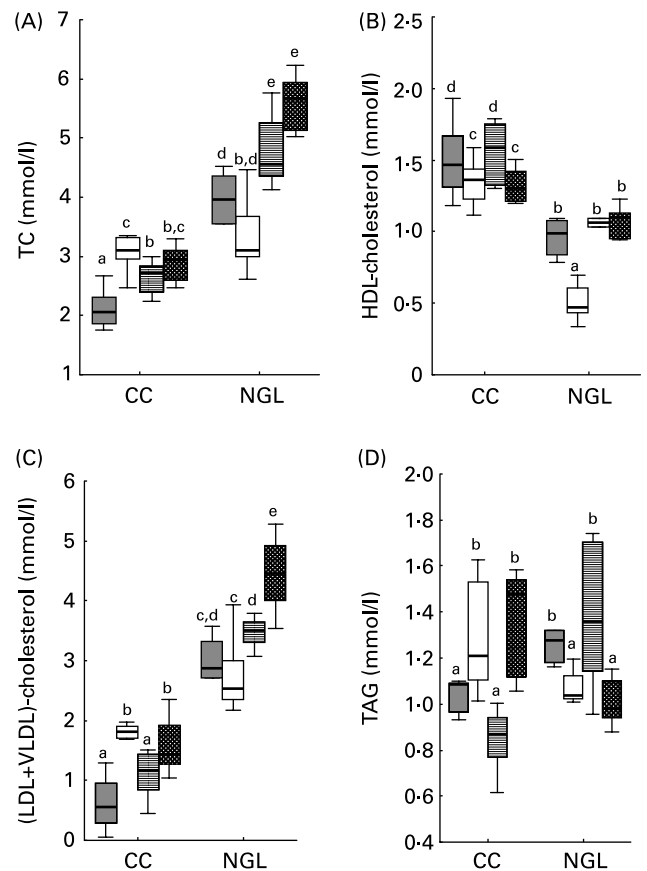 (A)
TC (mmol/l)
7
6
5
4
3
2
1
a
c
b
b,c
d
b,d
e
e
CC
NGL
(B)
HDL-cholesterol (mmol/l)
2·5
2·0
1·5
1·0
0·5
0
d
c
d
c
b
a
b
b
CC
NGL
(C)
(LDL+VLDL)-cholesterol (mmol/l)
6
5
4
3
2
1
0
a
b
a
b
c,d
c
d
e
CC
NGL
(D)
TAG (mmol/l)
2·0
1·8
1·6
1·4
1·2
1·0
0·8
0·6
0·4
a
b
a
b
b
a
b
a
CC
NGL